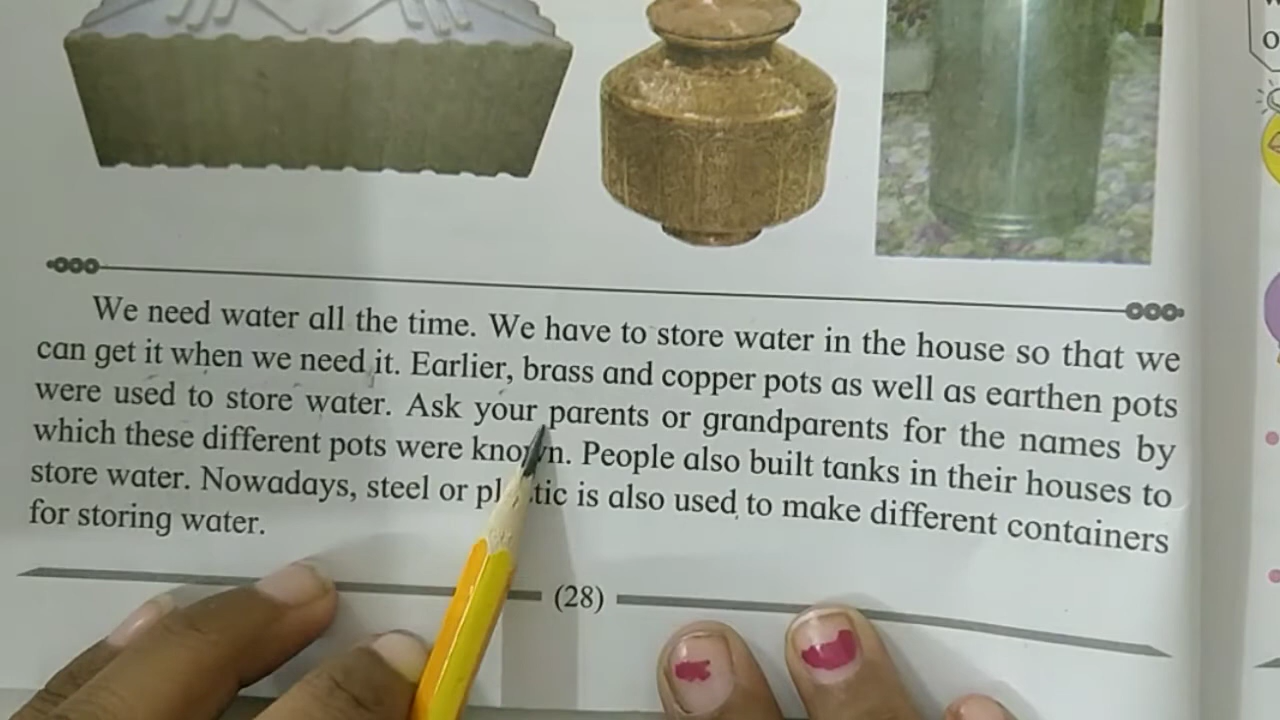 We need water all the time. We have to store water in the house so that we
can get it when we need it. Earlier, brass and copper pots as well as earthen pots
were used to store water. Ask your parents or grandparents for the names by
which these different pots were known. People also built tanks in their houses to
store water. Nowadays, steel or plastic is also used to make different containers
for storing water.
(28)